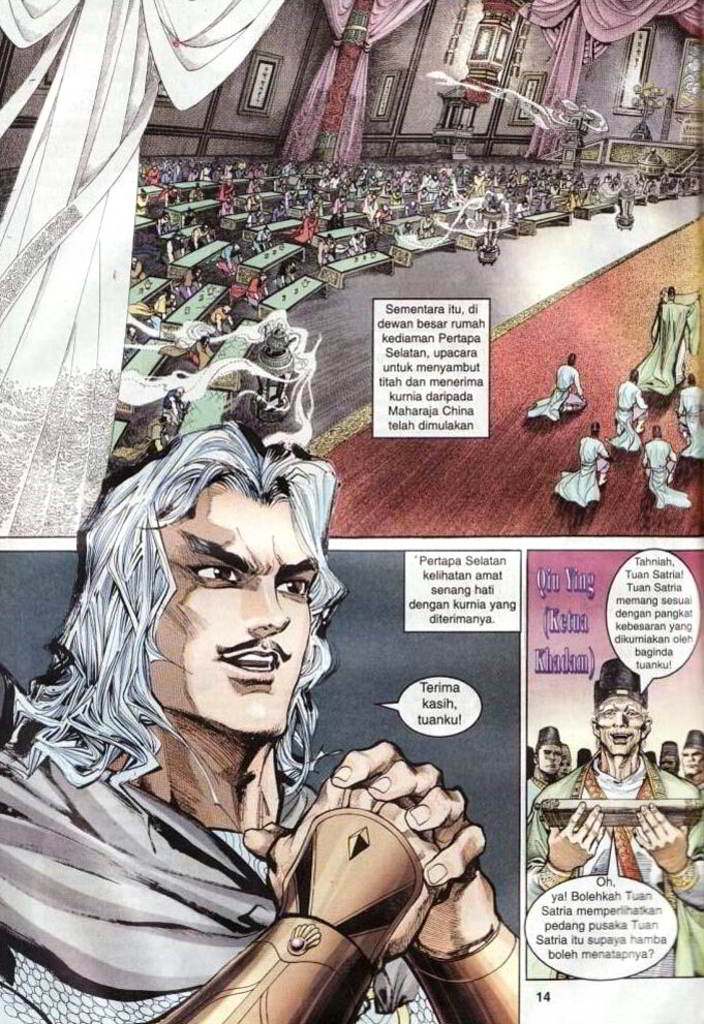 Sementara itu, di
dewan besar rumah
kediaman Pertapa
Selatan, upacara
untuk menyambut
titah dan menerima
kurnia daripada
Maharaja China
telah dimulakan
Pertapa Selatan
kelihatan amat
senang hati
dengan kurnia yang
diterimanya.
Terima
kasih,
tuanku!
Qiu Ying
(Ketua
Khadam)
Tahniah,
Tuan Satria!
Tuan Satria
memang sesuai
dengan pangkat
kebesaran yang
dikurniakan oleh
baginda
tuanku!
Oh,
ya! Bolehkah Tuan
Satria memperlihatkan
pedang pusaka Tuan
Satria itu supaya hamba
boleh menatapnya?
14